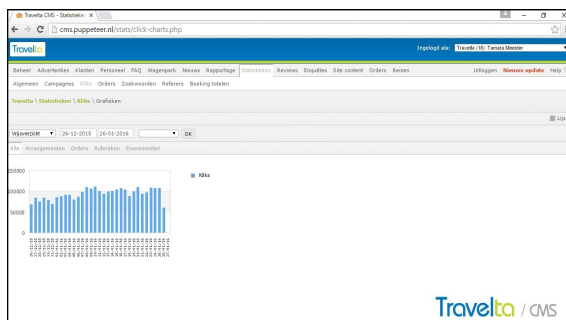 Travelta CMS - Statistieken
cms.puppeteer.nl/stats/click-charts.php
Travelta
Ingelogd als: Travelta (18): Tamara Meester
Beheer Advertenties Klanten Personeel FAQ Wagenpark Nieuws Rapportage Statistieken Reviews Enquêtes Site content Orders Reizen Uitloggen Nieuwe update Help
Algemeen Campagnes Kliks Orders Zoekwoorden Referers Boeking totalen
Travelta \ Statistieken \ Kliks \ Grafieken
Lijs
Vrij overzicht 26-12-2015 26-01-2016 OK
Alle Arrangementen Orders Rubrieken Evenementen
150000
100000
50000
0
Kliks
Travelta / CMS